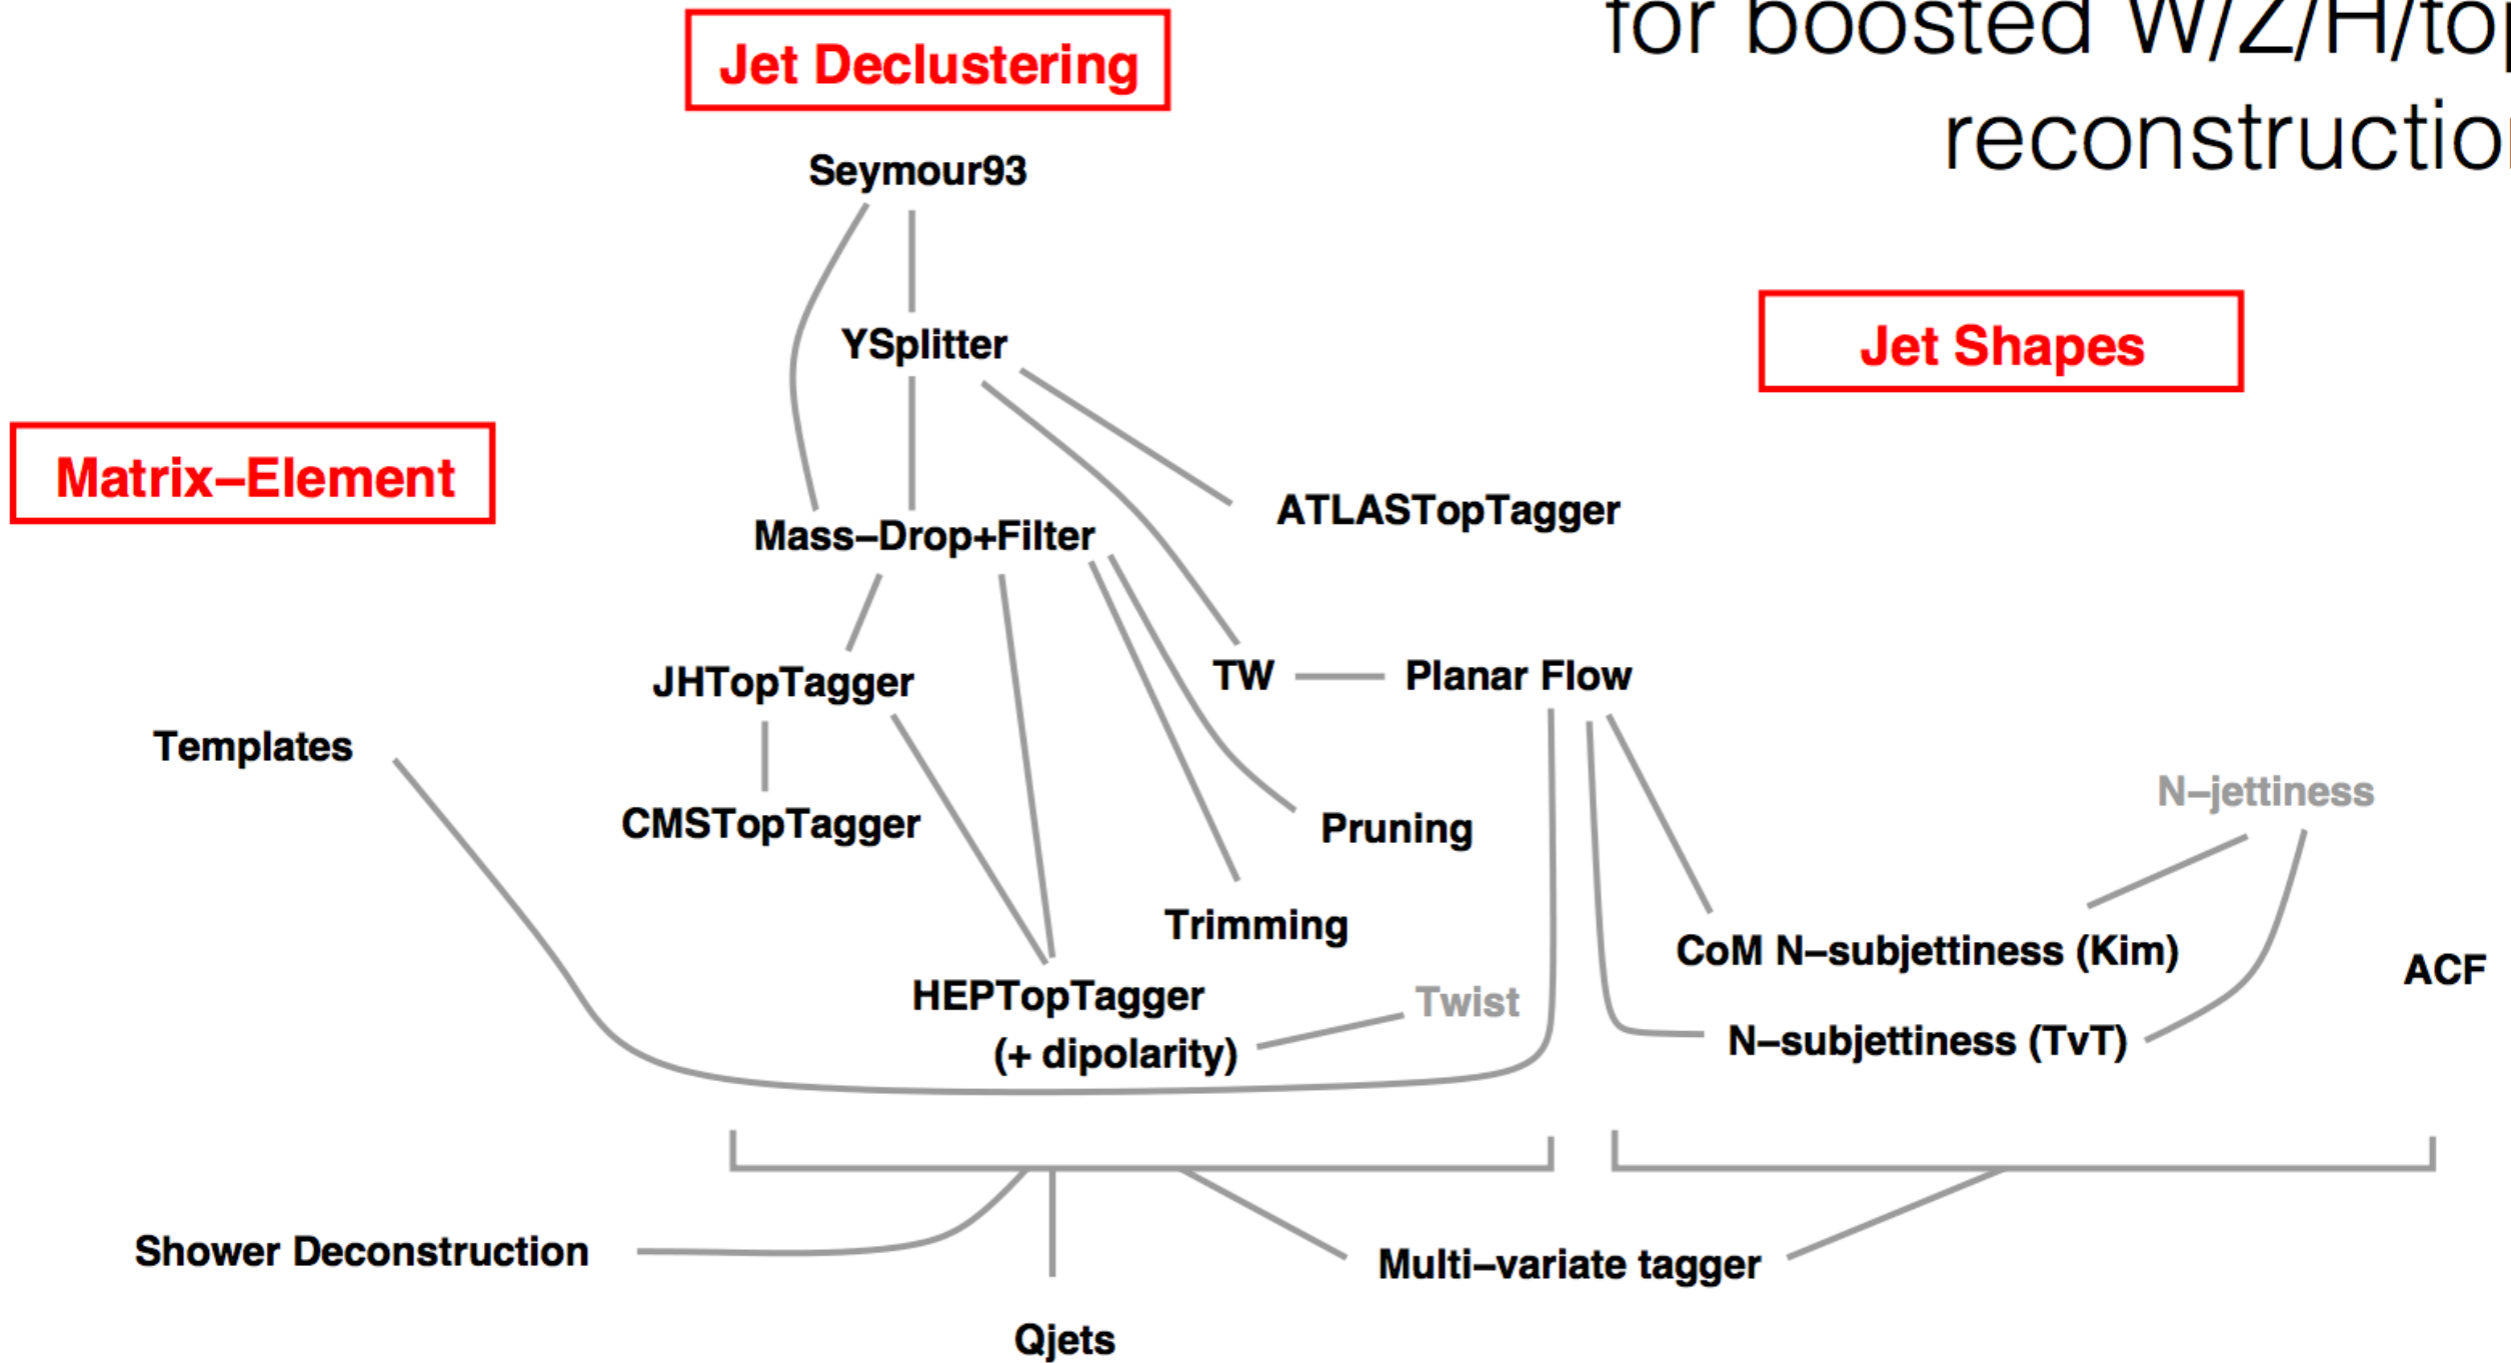 for boosted W/Z/H/top
reconstruction
Jet Declustering
Seymour93
YSplitter
Jet Shapes
Matrix–Element
ATLASTopTagger
Mass–Drop+Filter
JHTopTagger
TW
Planar Flow
Templates
CMSTopTagger
Pruning
N–jettiness
Trimming
CoM N–subjettiness (Kim)
ACF
HEPTopTagger
(+ dipolarity)
Twist
N–subjettiness (TvT)
Shower Deconstruction
Multi–variate tagger
Qjets